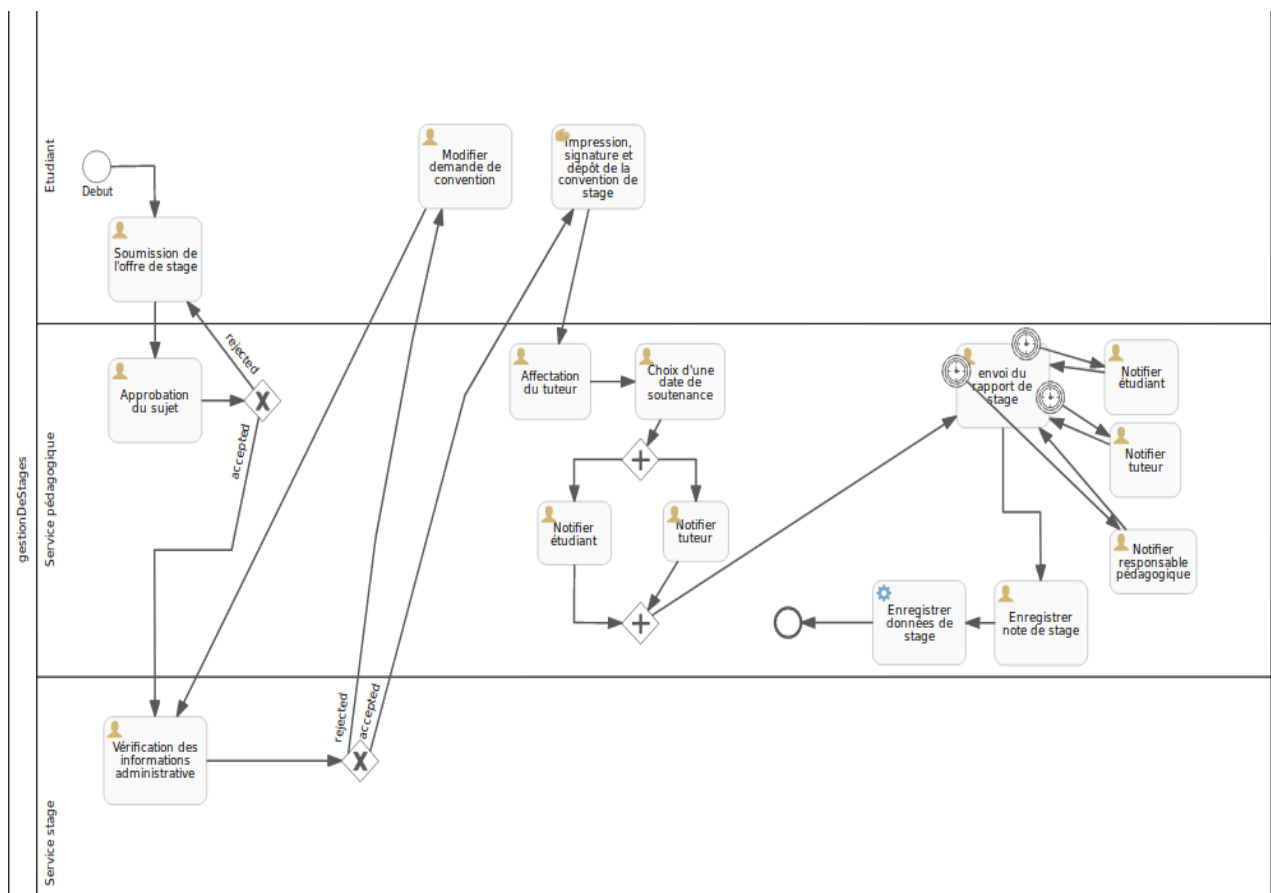 gestionDeStages
Etudiant
Debut
Soumission de
l'offre de stage
Modifier
demande de
convention
Impression,
signature et
dépôt de la
convention de
stage
Service pédagogique
Approbation
du sujet
rejected
accepted
Affectation
du tuteur
Choix d'une
date de
soutenance
Notifier
étudiant
Notifier
tuteur
envoi du
rapport de
stage
Notifier
étudiant
Notifier
tuteur
Notifier
responsable
pédagogique
Enregistrer
données de
stage
Enregistrer
note de stage
Service stage
Vérification des
informations
administrative
rejected
accepted